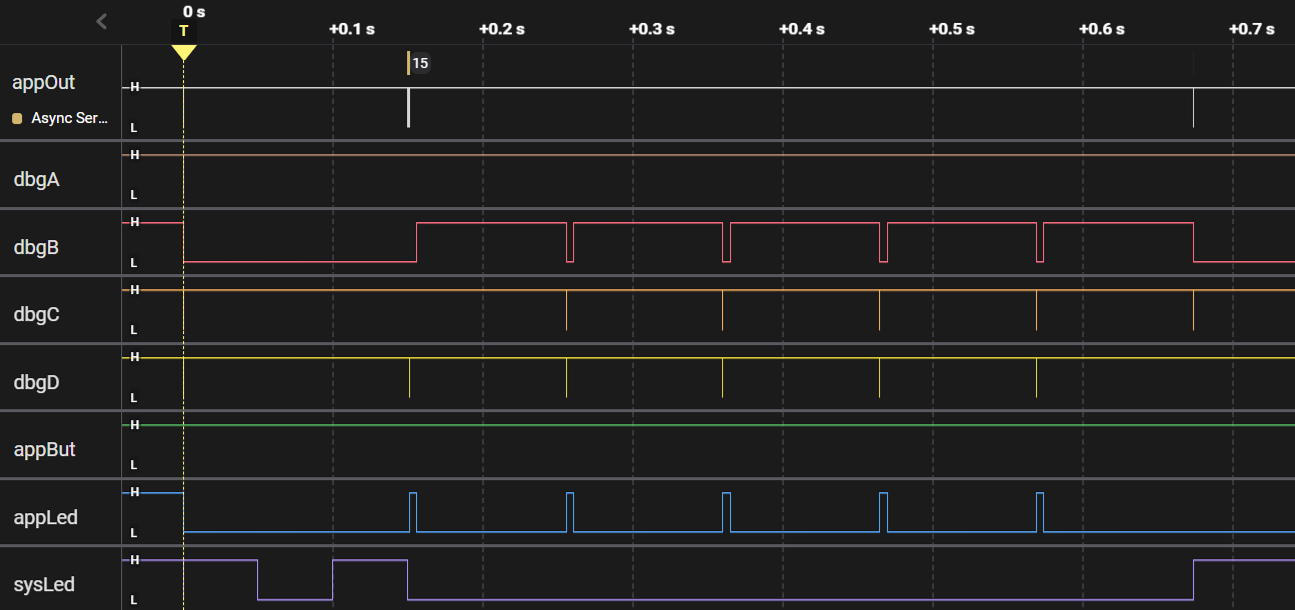 0 s
T
+0.1 s +0.2 s +0.3 s +0.4 s +0.5 s +0.6 s +0.7 s
15
appOut
H
Async Ser...
L
H
dbgA
L
H
dbgB
L
H
dbgC
L
H
dbgD
L
H
appBut
L
H
appLed
L
H
sysLed
L